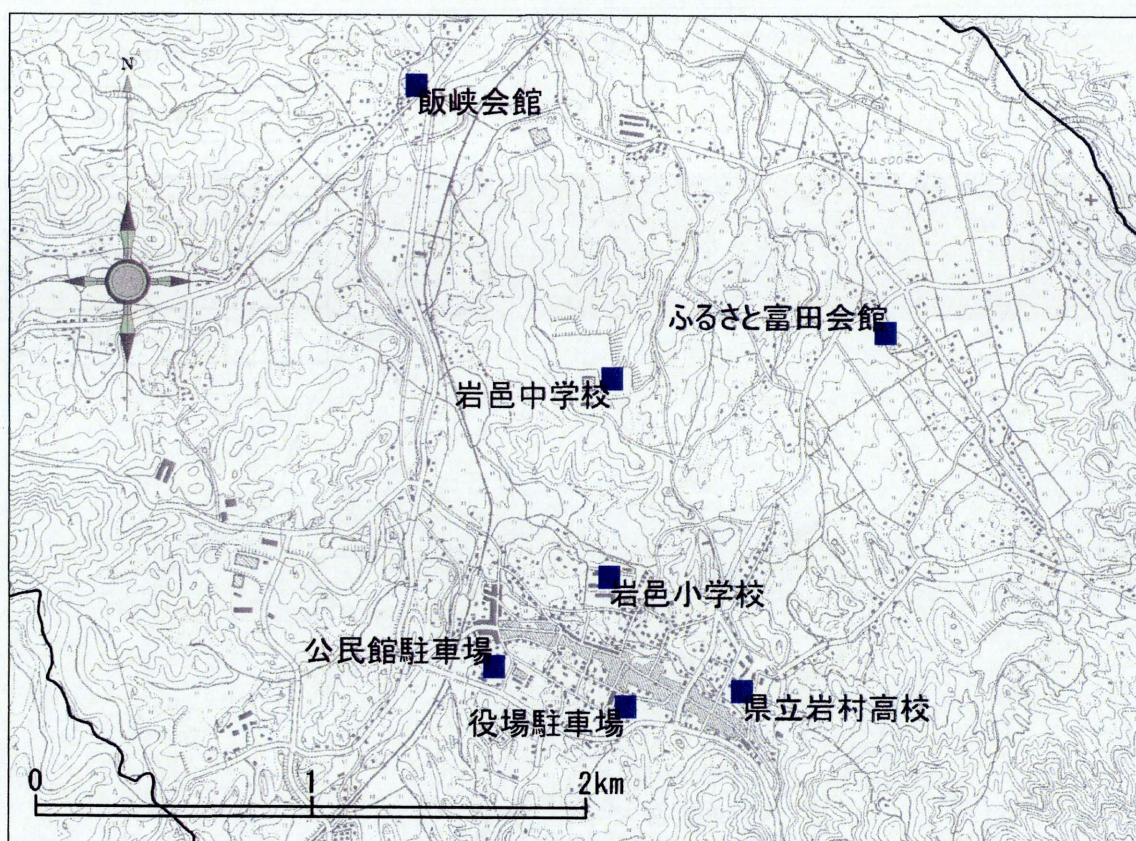 N
飯峡会館
ふるさと富田会館
岩邑中学校
岩邑小学校
公民館駐車場
役場駐車場
県立岩村高校
0 1 2km